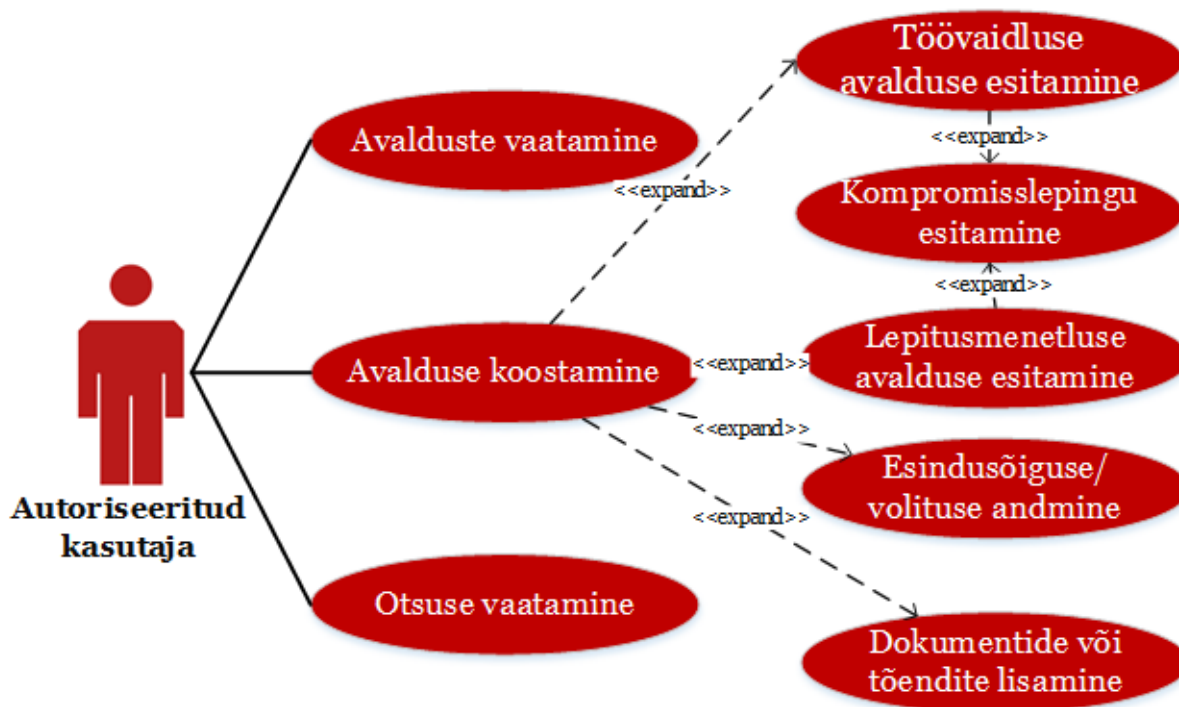 Töövaidluse
avalduse esitamine
<<expand>>
Avalduste vaatamine
<<expand>>
Kompromisslepingu
esitamine
<<expand>>
Avalduse koostamine
<<expand>>
Lepitusmenetluse
avalduse esitamine
<<expand>>
Esindusõiguse/
volituse andmine
Autoriseeritud
kasutaja
<<expand>>
Otsuse vaatamine
Dokumentide või
tõendite lisamine